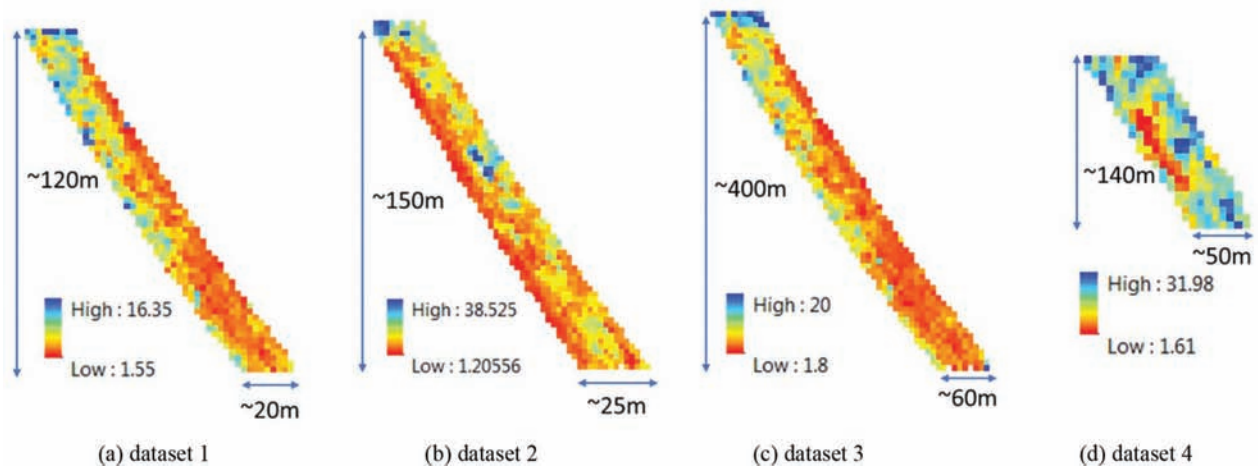 ~120m
High : 16.35
Low : 1.55
~20m
(a) dataset 1
~150m
High : 38.525
Low : 1.20556
~25m
(b) dataset 2
~400m
High : 20
Low : 1.8
~60m
(c) dataset 3
~140m
~50m
High : 31.98
Low : 1.61
(d) dataset 4